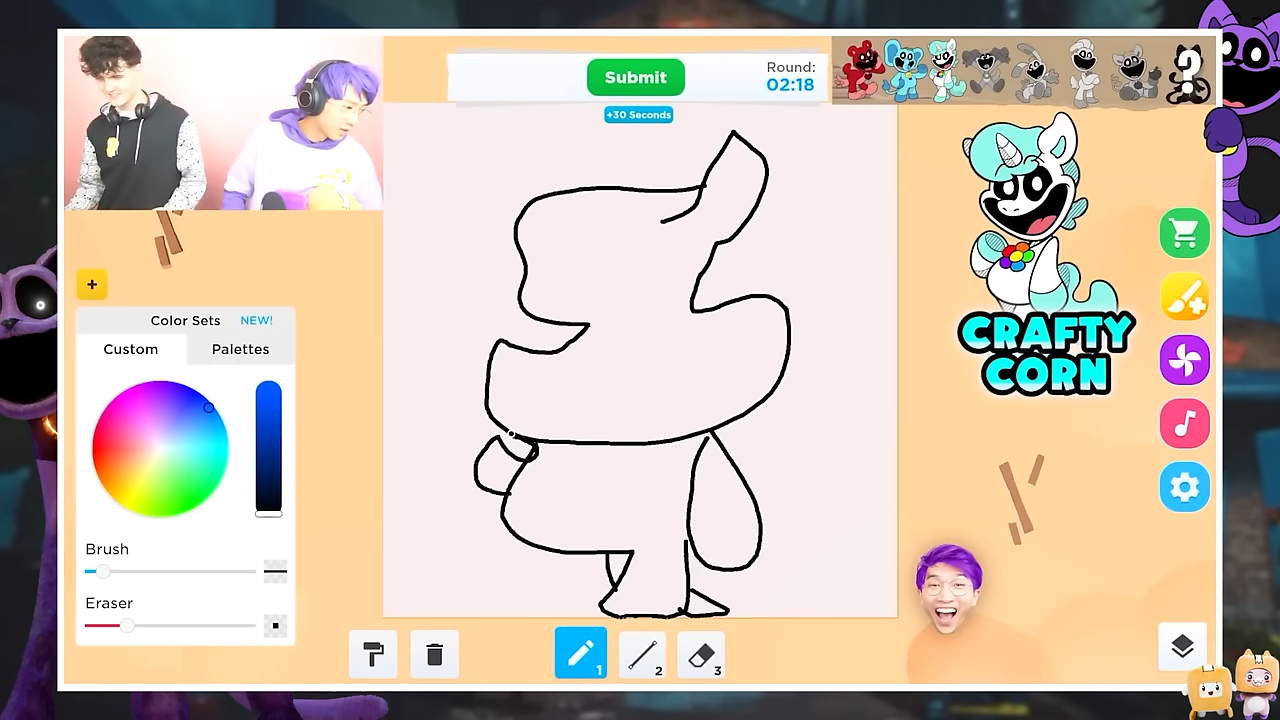 Submit
Round:
02:18
+30 Seconds
?
CRAFTY
CORN
+
Color Sets NEW!
Custom Palettes
Brush
Eraser
1
2
3